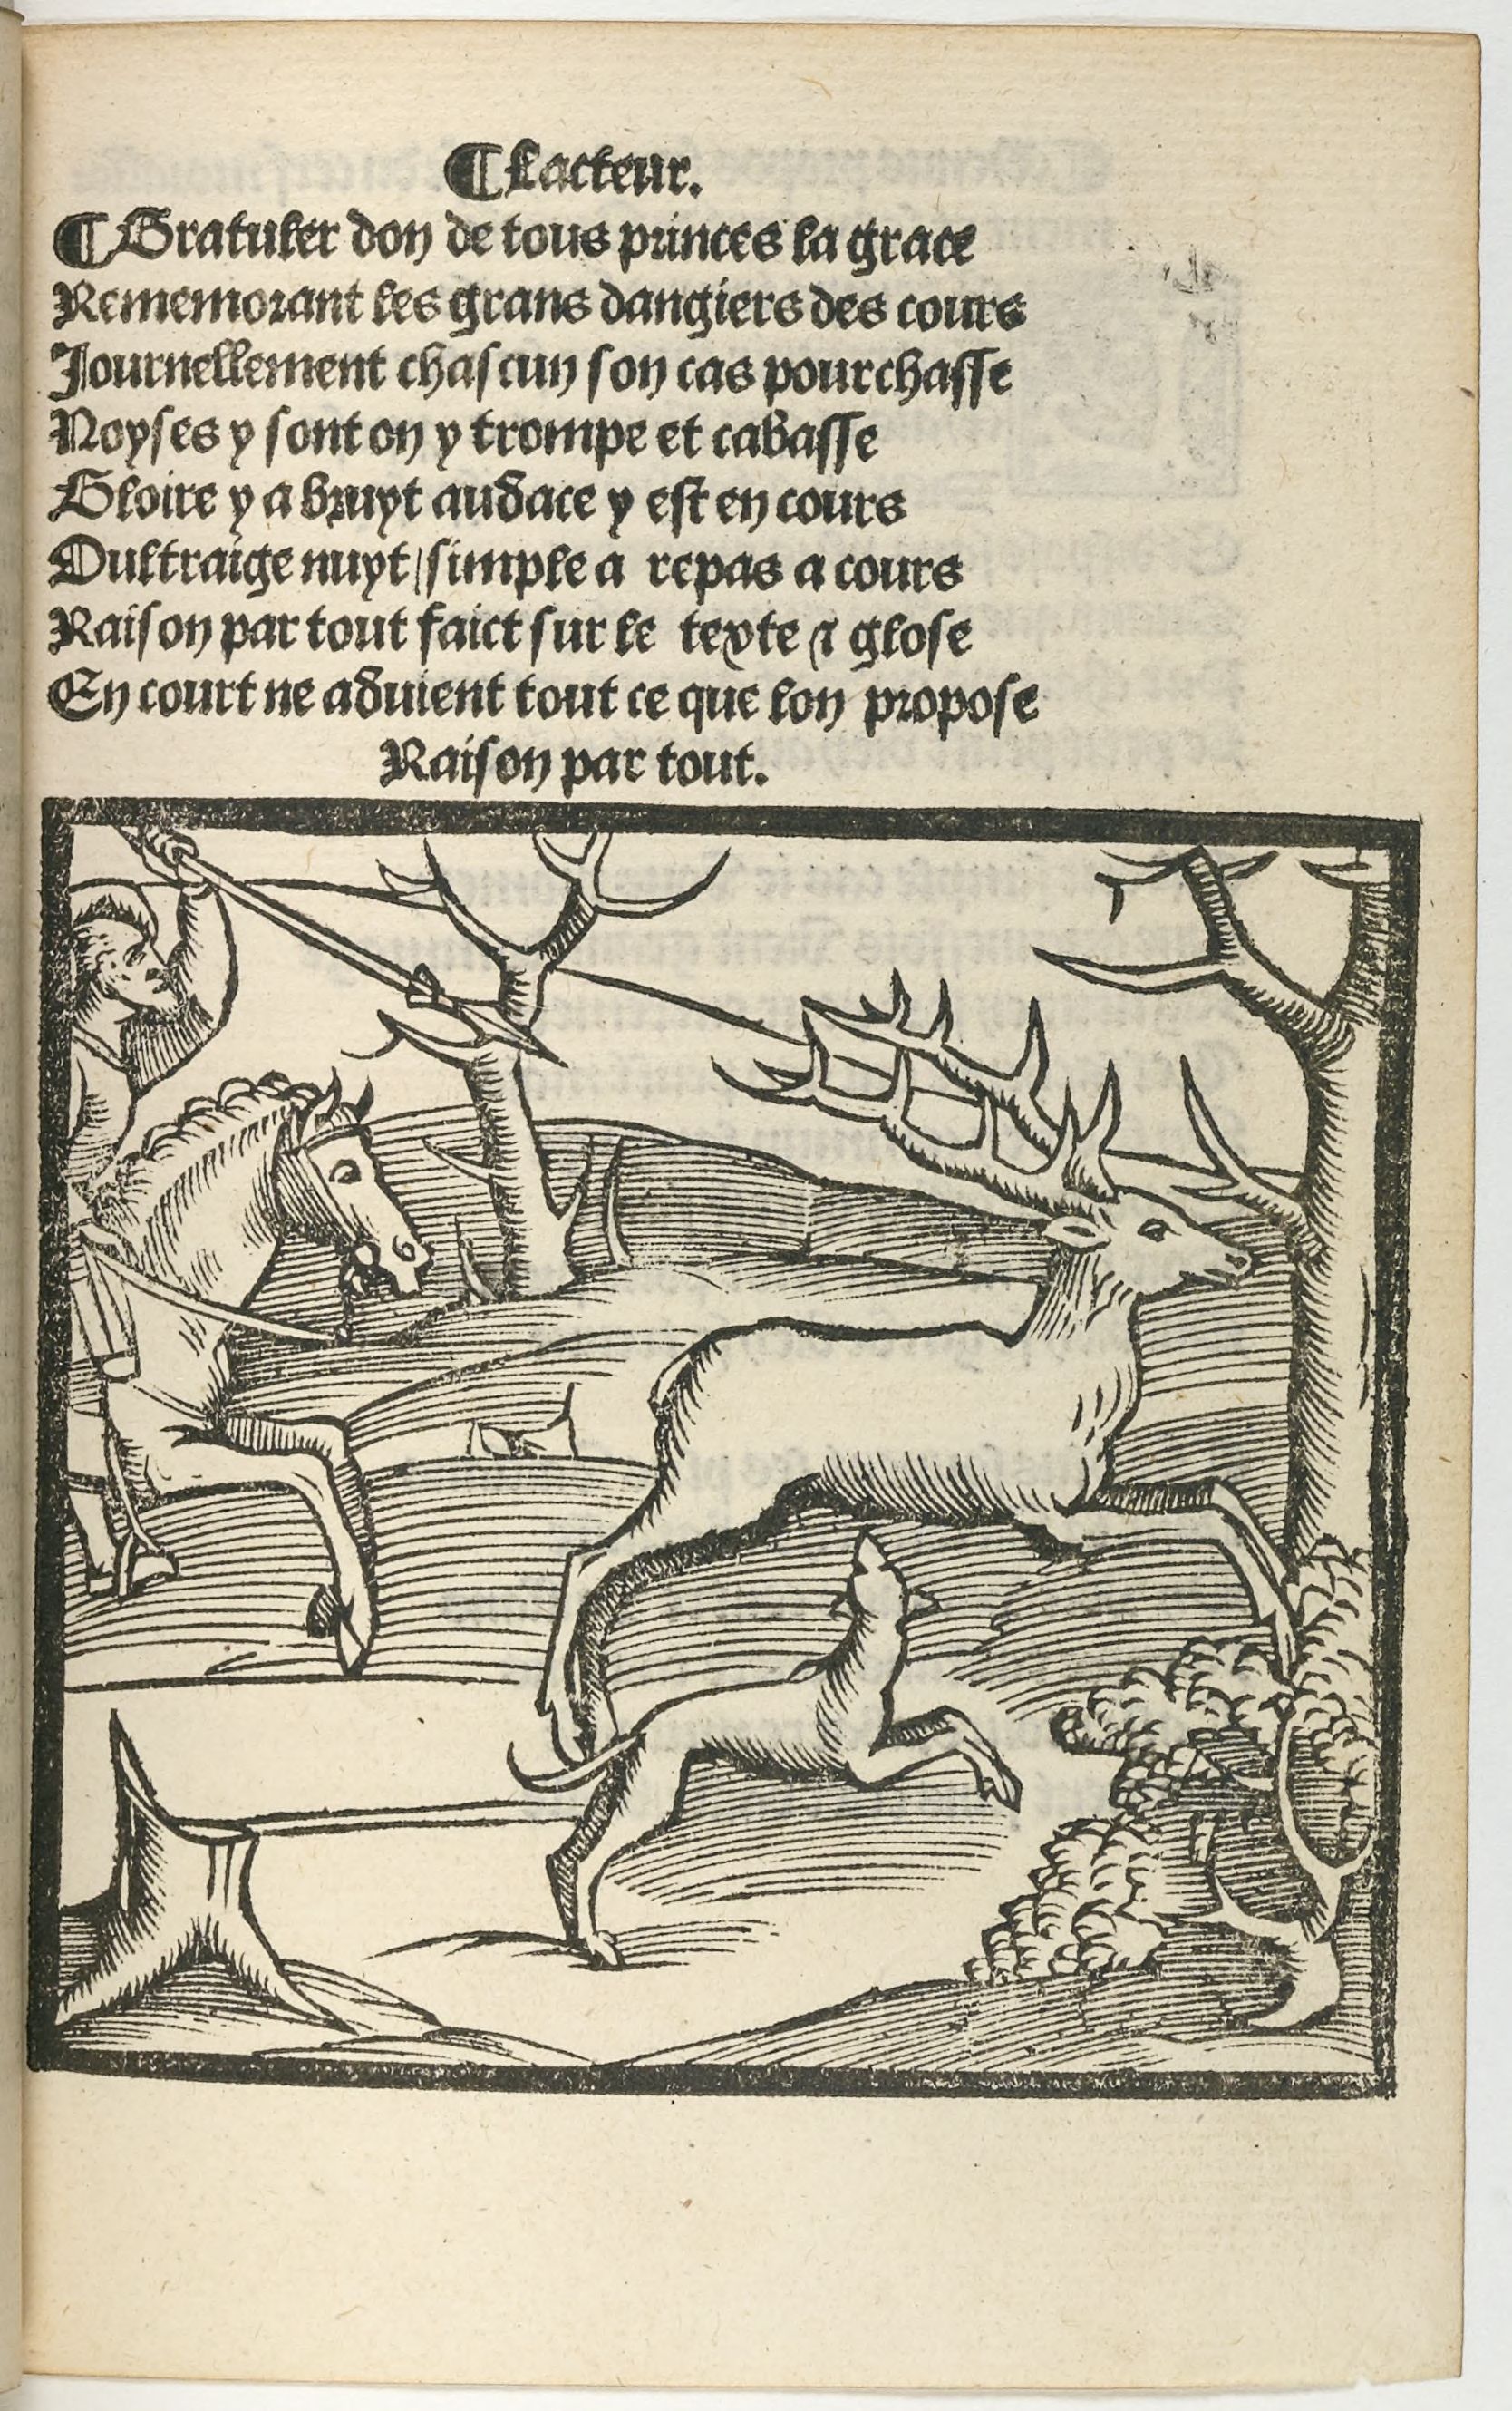 ¶ Lacteur.
¶ Gratuler doy de tous princes la grace
Rememorant les grans dangiers des cours
Journellement chascun son cas pourchasse
Noyses y sont on y trompe et cabasse
Gloire y a bruyt audace y est en cours
Oultraige nuyt / simple a repas a cours
Raison par tout faict sur le texte ⁊ glose
En court ne aduient tout ce que lon propose
Raison par tout.